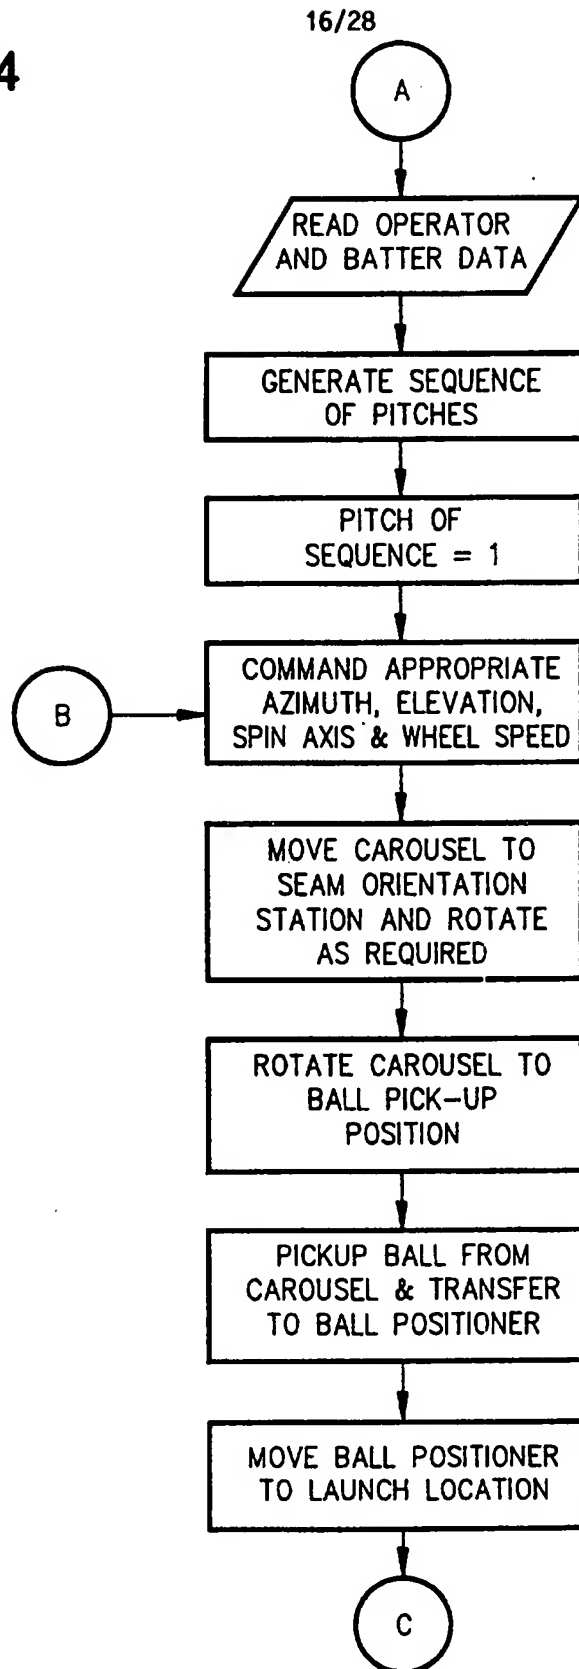 16/28
4
A
READ OPERATOR
AND BATTER DATA
GENERATE SEQUENCE
OF PITCHES
PITCH OF
SEQUENCE = 1
COMMAND APPROPRIATE
AZIMUTH, ELEVATION,
SPIN AXIS & WHEEL SPEED
B
MOVE CAROUSEL TO
SEAM ORIENTATION
STATION AND ROTATE
AS REQUIRED
ROTATE CAROUSEL TO
BALL PICK-UP
POSITION
PICKUP BALL FROM
CAROUSEL & TRANSFER
TO BALL POSITIONER
MOVE BALL POSITIONER
TO LAUNCH LOCATION
C